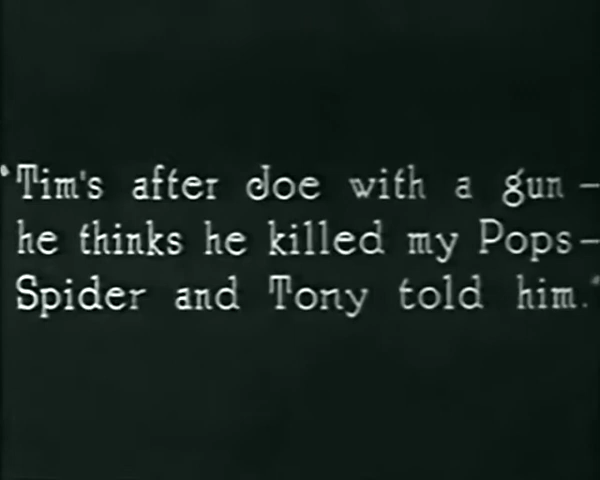 "Tim's after Joe with a gun —
he thinks he killed my Pops —
Spider and Tony told him."